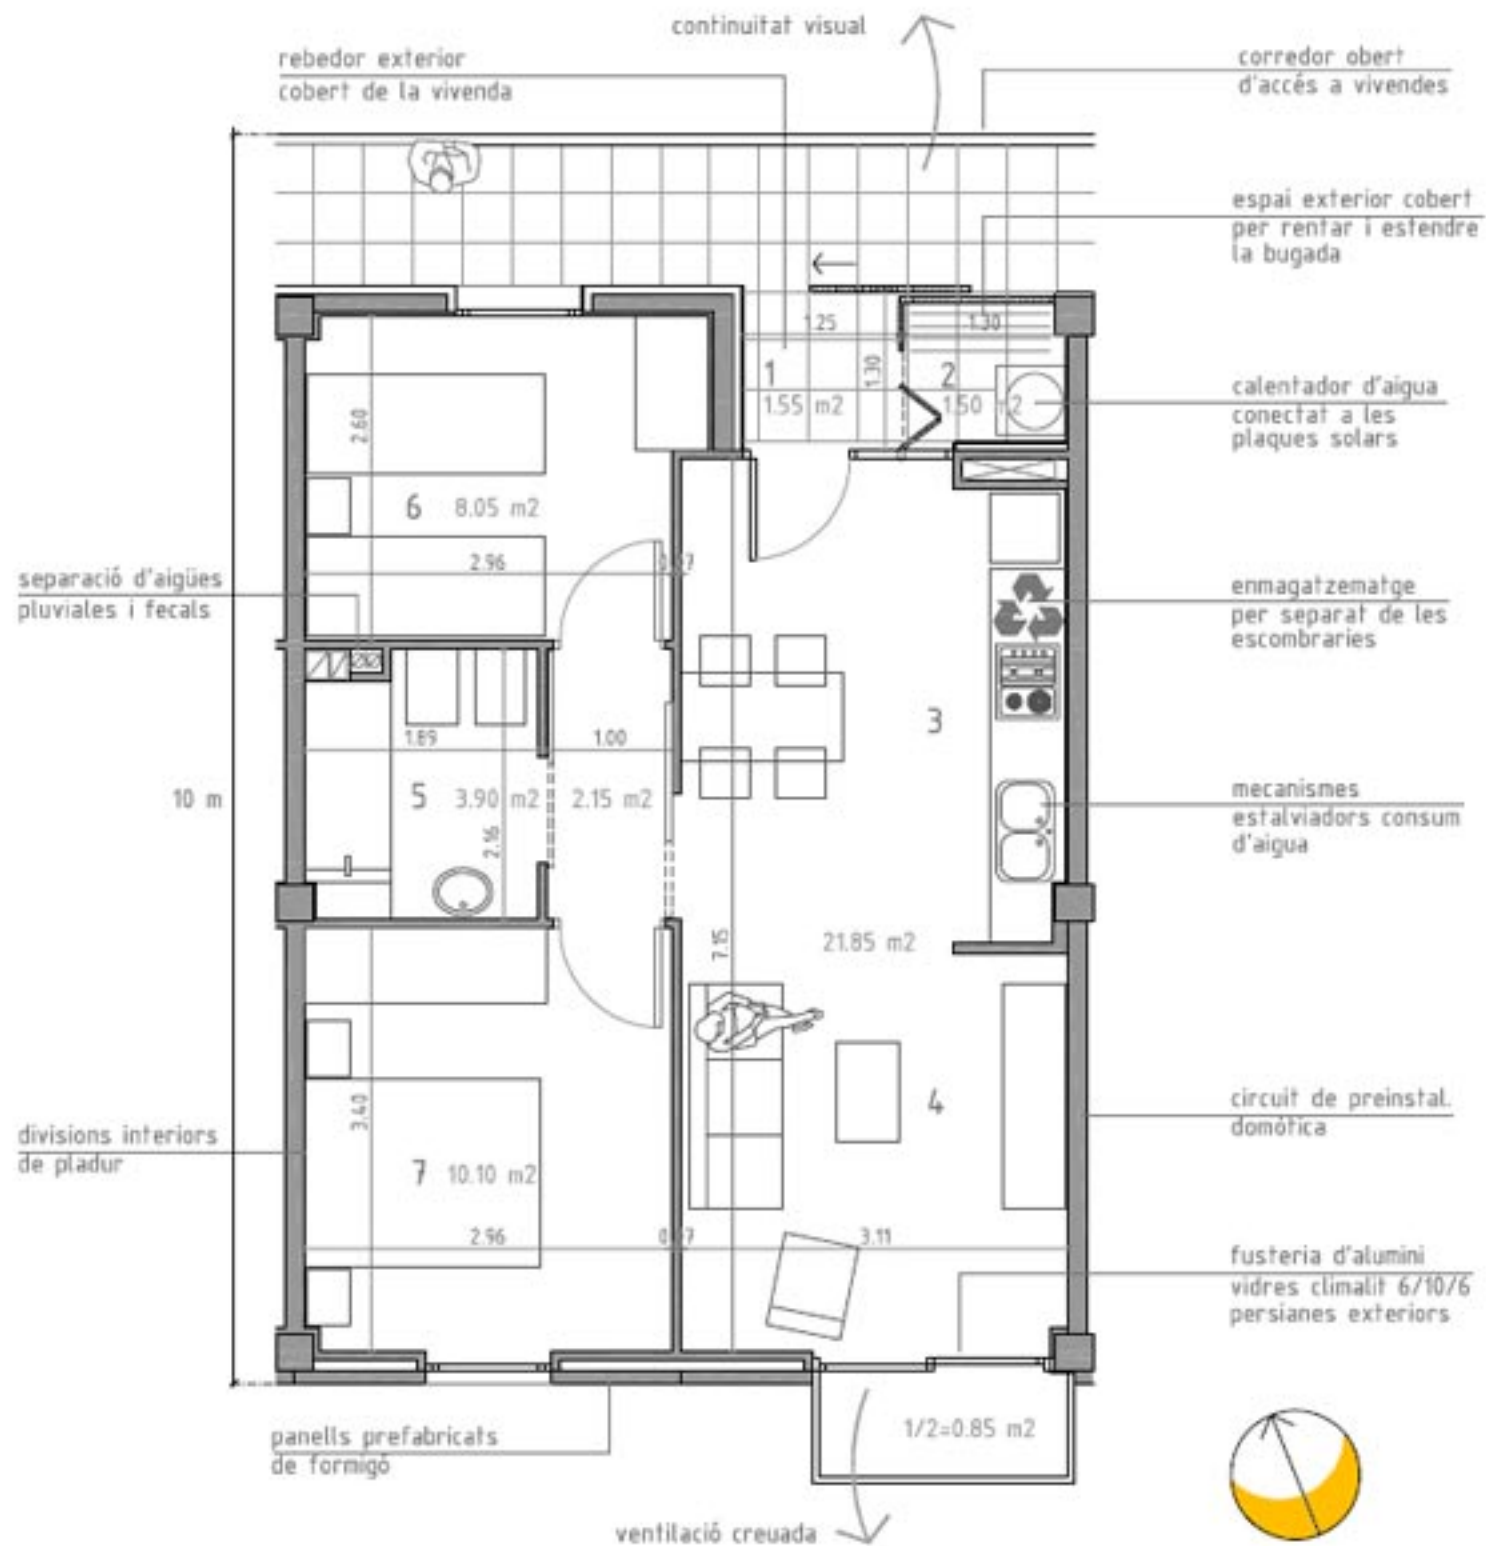 continuitat visual
rebedor exterior
cobert de la vivenda
corredor obert
d'accés a vivendes
espai exterior cobert
per rentar i estendre
la bugada
1.25
1.30
1
1.30
2
1.55 m2
1.50 m2
calentador d'aigua
conectat a les
plaques solars
2.60
6
8.05 m2
2.96
separació d'aigües
pluviales i fecals
enmagatzematge
per separat de les
escombraries
3
1.89
1.00
10 m
5
3.90 m2
2.15 m2
2.16
mecanismes
estalviadors consum
d'aigua
7.15
21.85 m2
4
3.40
circuit de preinstal.
domòtica
divisions interiors
de pladur
7
10.10 m2
2.96
3.11
fusteria d'alumini
vidres climalit 6/10/6
persianes exteriors
1/2=0.85 m2
panells prefabricats
de formigó
ventilació creuada